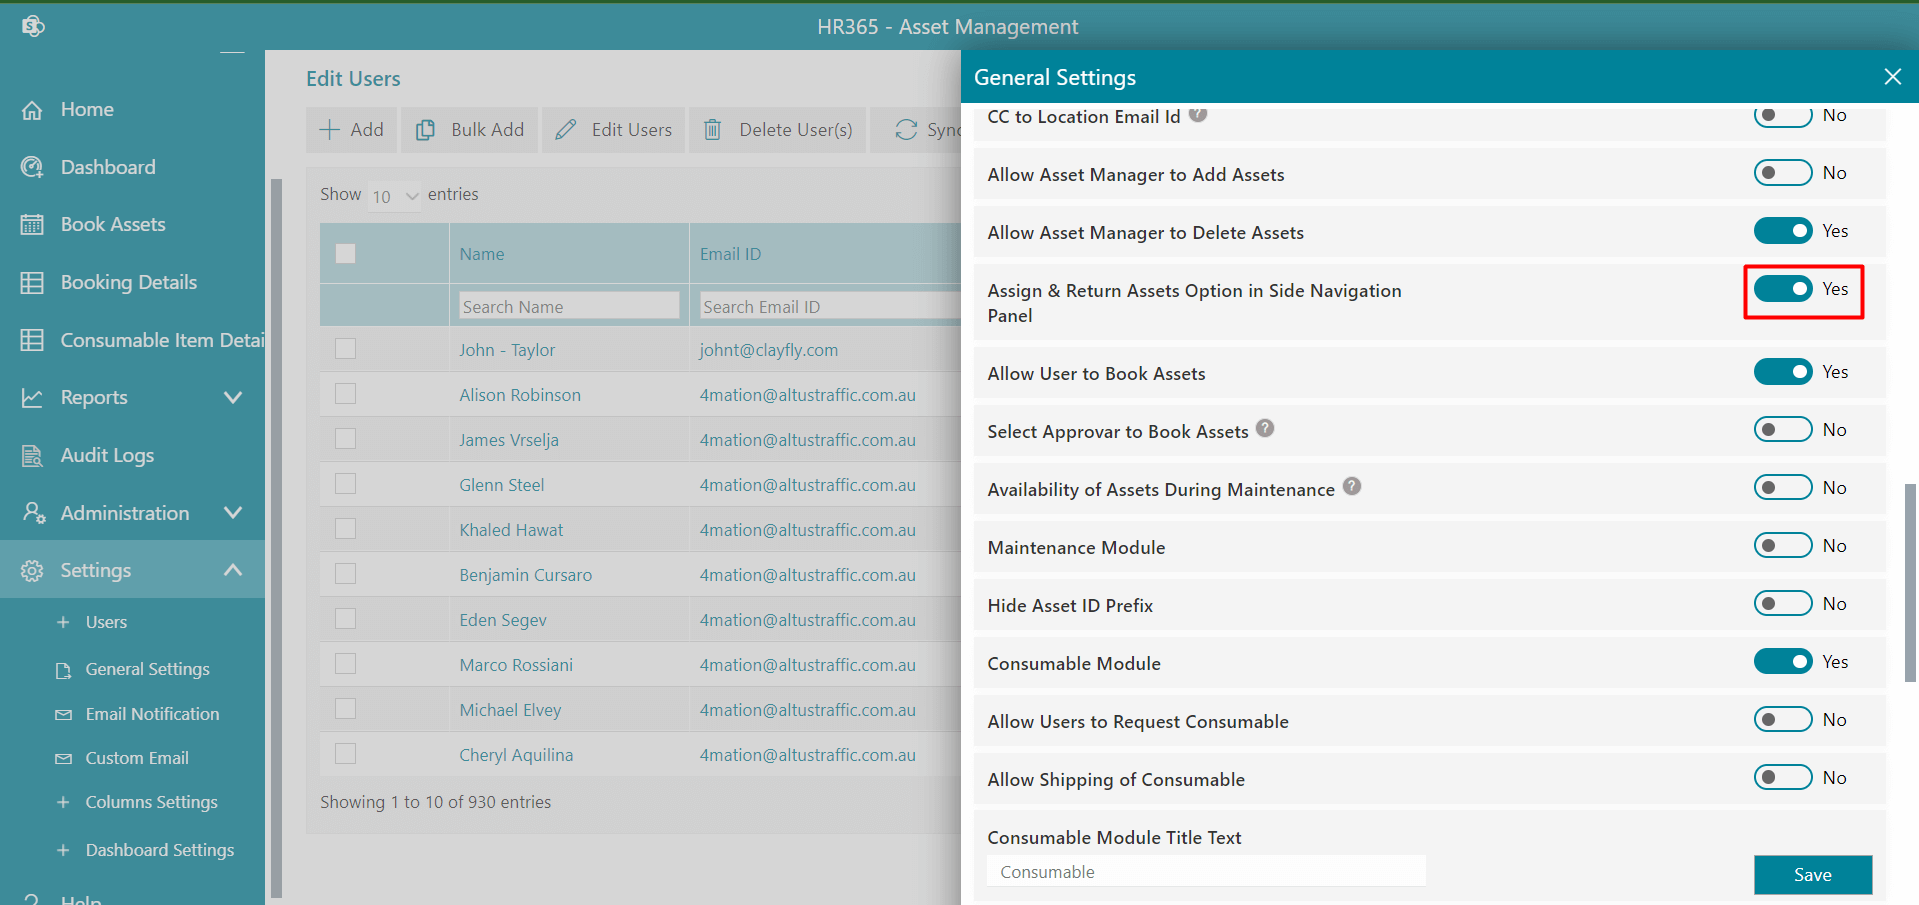 HR365 - Asset Management
Home
Dashboard
Book Assets
Booking Details
Consumable Item Detai
Reports
Audit Logs
Administration
Settings
Users
General Settings
Email Notification
Custom Email
Columns Settings
Dashboard Settings
Help
Edit Users
Add
Bulk Add
Edit Users
Delete User(s)
Sync
Show 10 entries
Name Email ID
Search Name Search Email ID
John - Taylor johnt@clayfly.com
Alison Robinson 4mation@altustraffic.com.au
James Vrselja 4mation@altustraffic.com.au
Glenn Steel 4mation@altustraffic.com.au
Khaled Hawat 4mation@altustraffic.com.au
Benjamin Cursaro 4mation@altustraffic.com.au
Eden Segev 4mation@altustraffic.com.au
Marco Rossiani 4mation@altustraffic.com.au
Michael Elvey 4mation@altustraffic.com.au
Cheryl Aquilina 4mation@altustraffic.com.au
Showing 1 to 10 of 930 entries
General Settings
CC to Location Email Id ? No
Allow Asset Manager to Add Assets No
Allow Asset Manager to Delete Assets Yes
Assign & Return Assets Option in Side Navigation
Panel Yes
Allow User to Book Assets Yes
Select Approvar to Book Assets ? No
Availability of Assets During Maintenance ? No
Maintenance Module No
Hide Asset ID Prefix No
Consumable Module Yes
Allow Users to Request Consumable No
Allow Shipping of Consumable No
Consumable Module Title Text
Consumable
Save